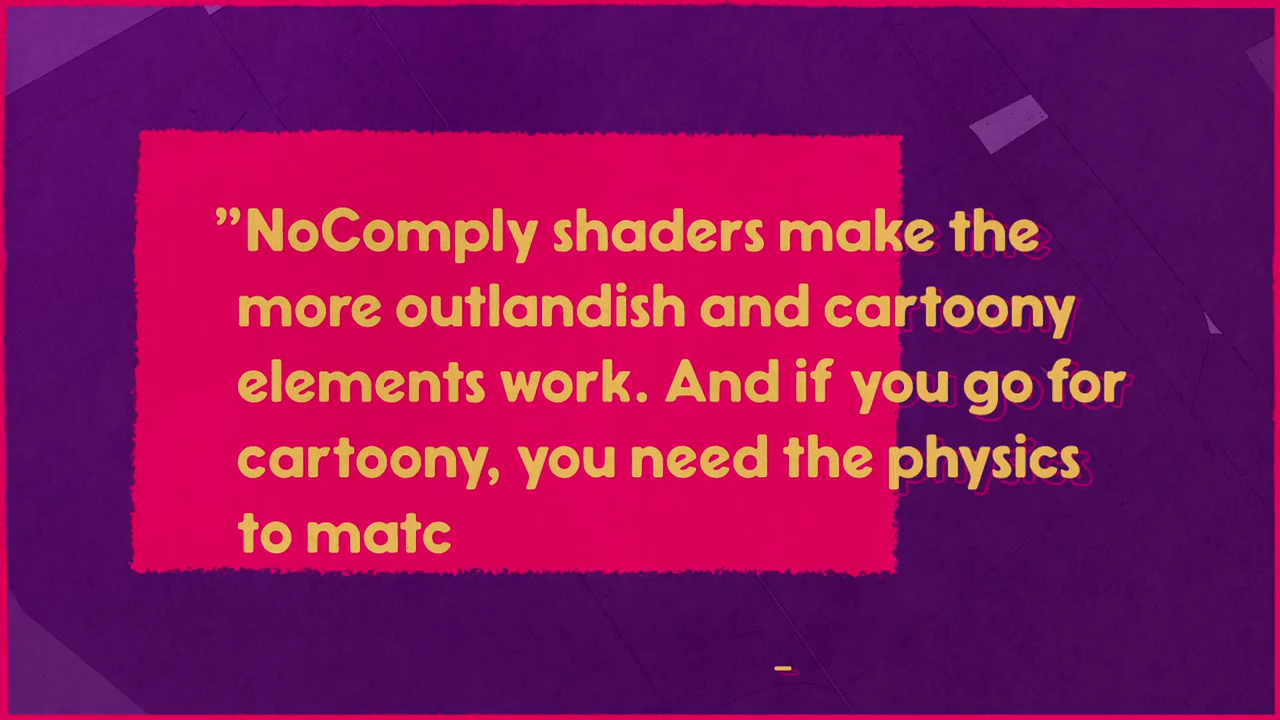 ”NoComply shaders make the
more outlandish and cartoony
elements work. And if you go for
cartoony, you need the physics
to matc
–